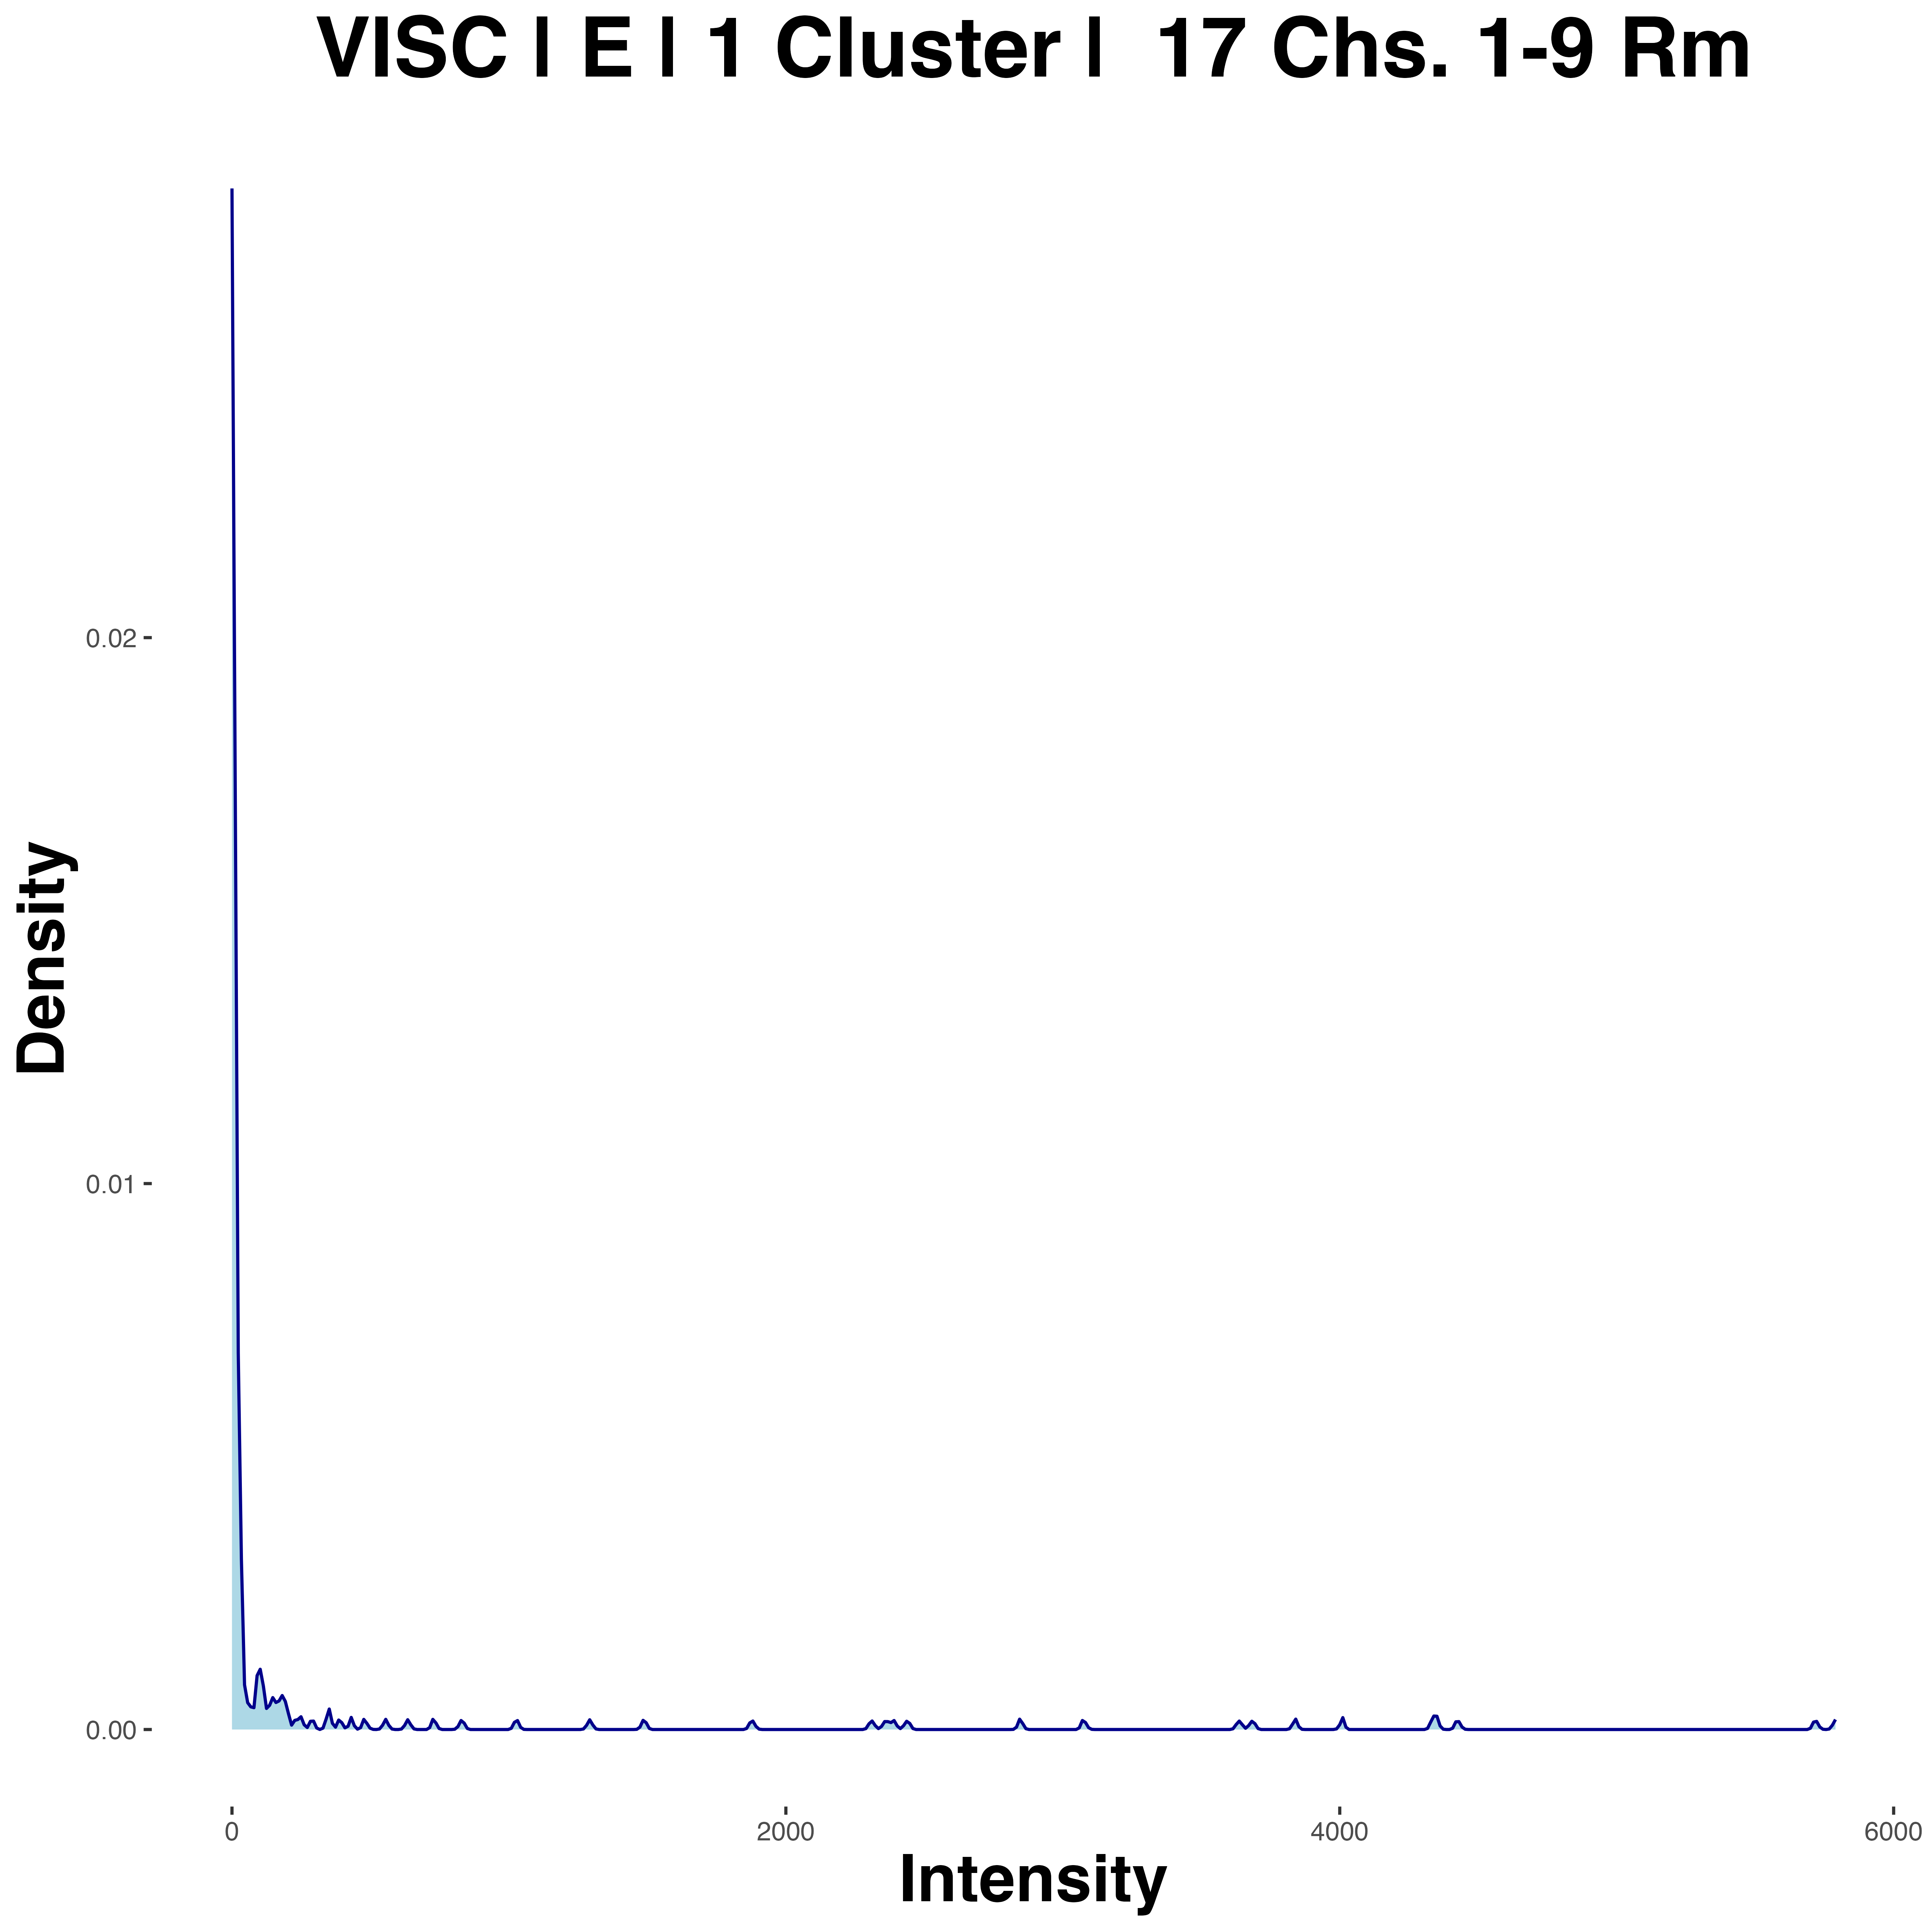 VISC | E | 1 Cluster | 17 Chs. 1-9 Rm
Density
0.02
0.01
0.00
0 2000 4000 6000
Intensity